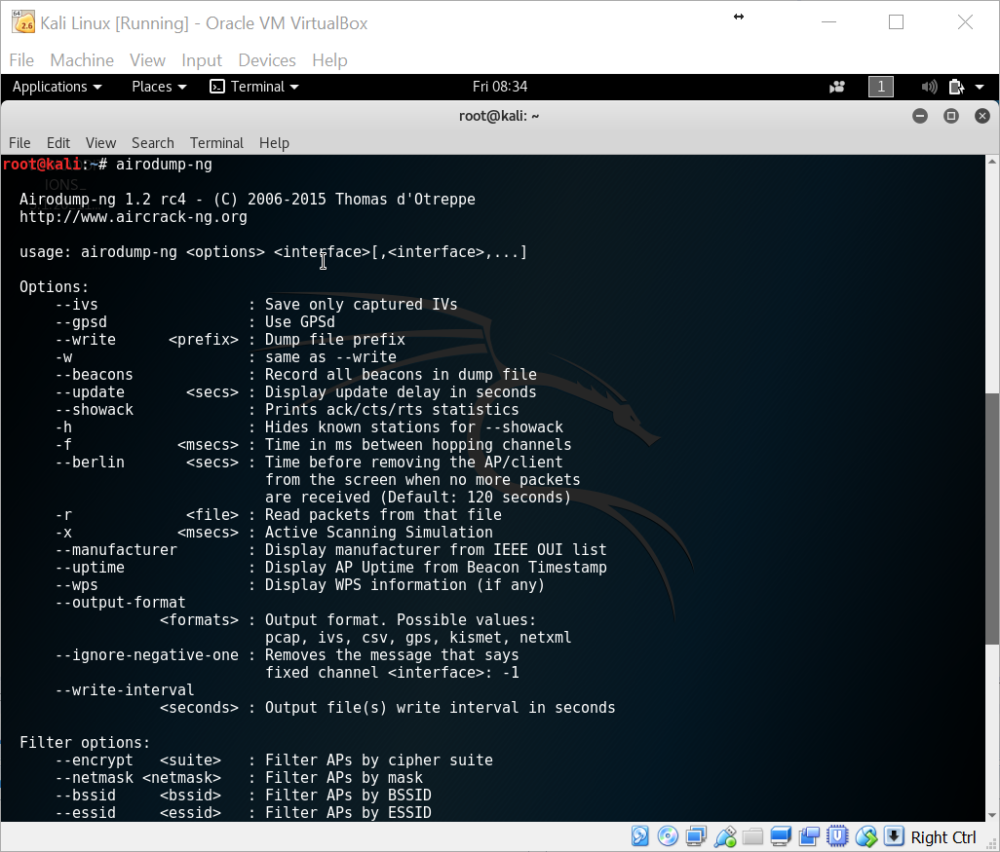 64
2.6
Kali Linux [Running] - Oracle VM VirtualBox
File Machine View Input Devices Help
Applications Places Terminal Fri 08:34 1
root@kali: ~
File Edit View Search Terminal Help
root@kali:~# airodump-ng
IONS_
Airodump-ng 1.2 rc4 - (C) 2006-2015 Thomas d'Otreppe
http://www.aircrack-ng.org
usage: airodump-ng <options> <interface>[,<interface>,...]
Options:
--ivs : Save only captured IVs
--gpsd : Use GPSd
--write <prefix> : Dump file prefix
-w : same as --write
--beacons : Record all beacons in dump file
--update <secs> : Display update delay in seconds
--showack : Prints ack/cts/rts statistics
-h : Hides known stations for --showack
-f <msecs> : Time in ms between hopping channels
--berlin <secs> : Time before removing the AP/client
from the screen when no more packets
are received (Default: 120 seconds)
-r <file> : Read packets from that file
-x <msecs> : Active Scanning Simulation
--manufacturer : Display manufacturer from IEEE OUI list
--uptime : Display AP Uptime from Beacon Timestamp
--wps : Display WPS information (if any)
--output-format
<formats> : Output format. Possible values:
pcap, ivs, csv, gps, kismet, netxml
--ignore-negative-one : Removes the message that says
fixed channel <interface>: -1
--write-interval
<seconds> : Output file(s) write interval in seconds
Filter options:
--encrypt <suite> : Filter APs by cipher suite
--netmask <netmask> : Filter APs by mask
--bssid <bssid> : Filter APs by BSSID
--essid <essid> : Filter APs by ESSID
Right Ctrl